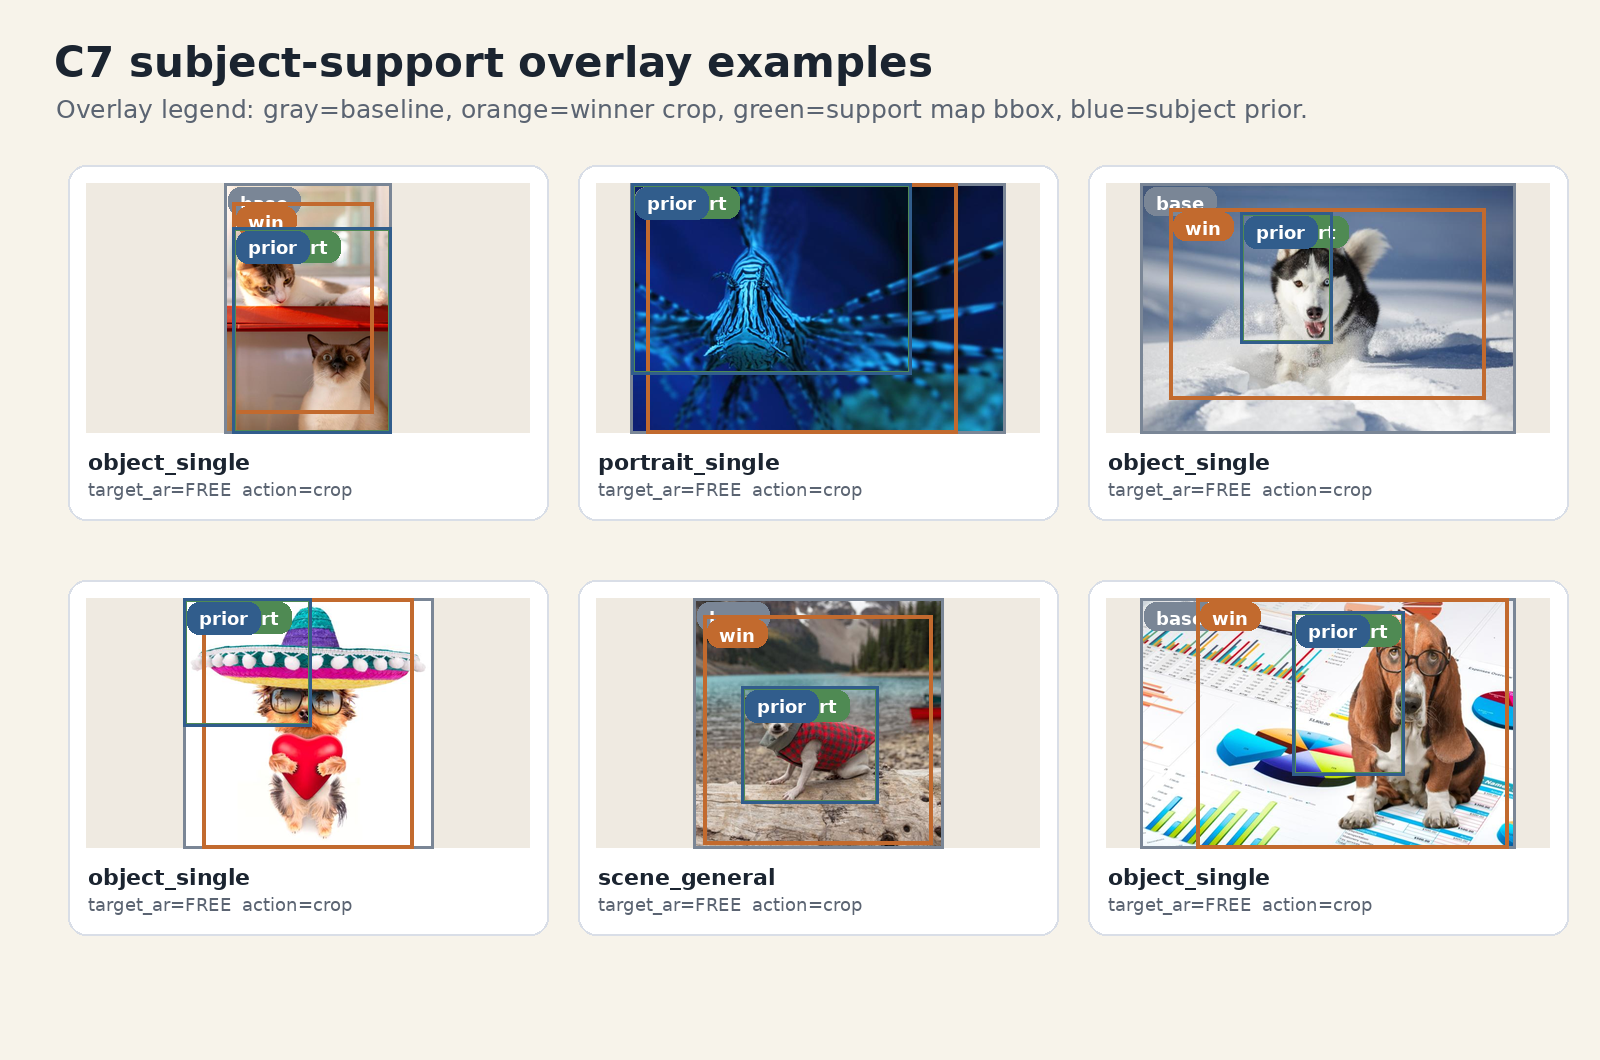 C7 subject-support overlay examples
Overlay legend: gray=baseline, orange=winner crop, green=support map bbox, blue=subject prior.
base
win
prior rt
object_single
target_ar=FREE  action=crop
prior rt
portrait_single
target_ar=FREE  action=crop
base
win
prior rt
object_single
target_ar=FREE  action=crop
prior rt
object_single
target_ar=FREE  action=crop
win
prior rt
scene_general
target_ar=FREE  action=crop
base win
prior rt
object_single
target_ar=FREE  action=crop